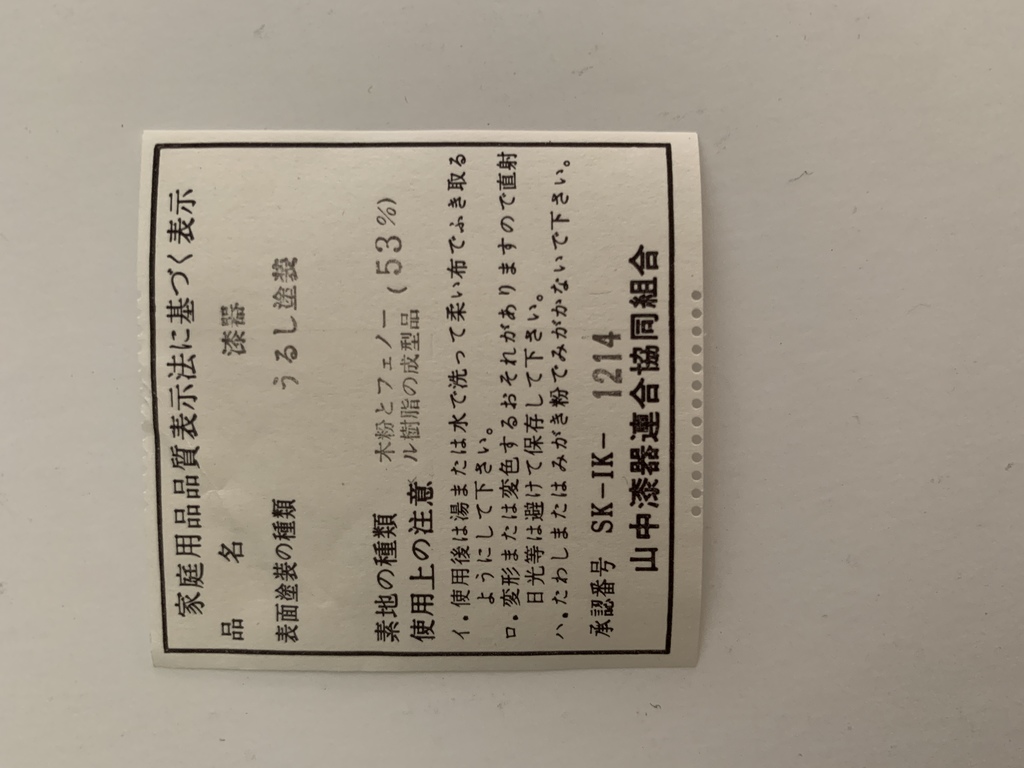 家庭用品品質表示法に基づく表示
品名 漆器
表面塗装の種類 うるし塗装
素地の種類 木粉とフェノー
ル樹脂の成型品 (53%)
使用上の注意
イ.使用後は湯または水で洗って柔い布でふき取る
ようにして下さい。
ロ.変形または変色するおそれがありますので直射
日光等は避けて保存して下さい。
ハ.たわしまたはみがき粉でみがかないで下さい。
承認番号 SK-IK- 1214
山中漆器連合協同組合